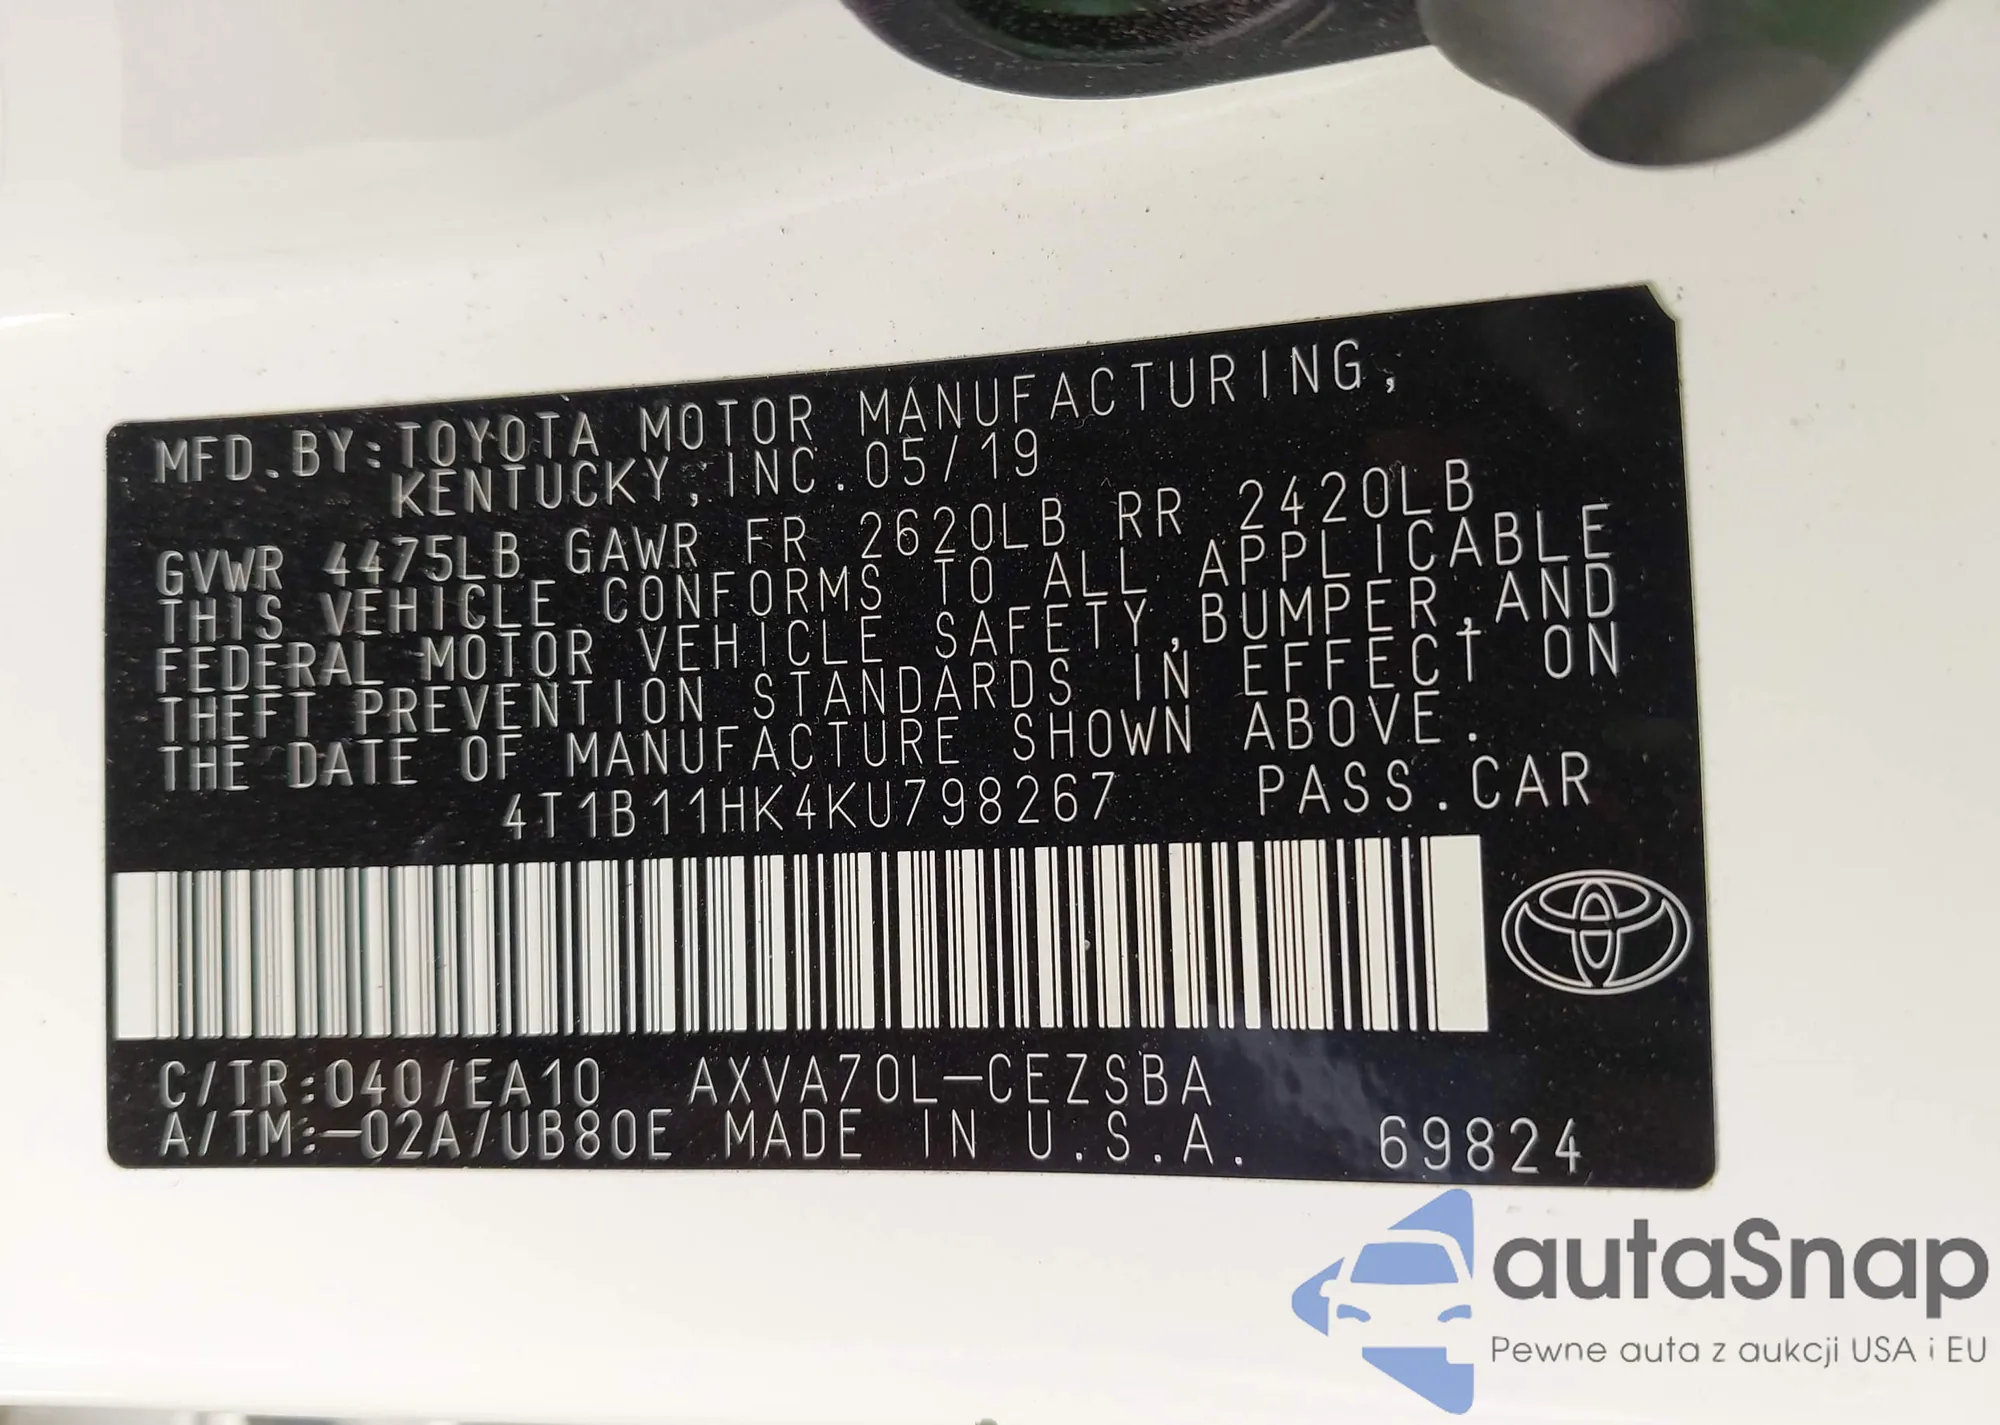 MFD.BY:TOYOTA MOTOR MANUFACTURING,
KENTUCKY, INC.05/19
GVWR 4475LB GAWR FR 2620LB RR 2420LB
THIS VEHICLE CONFORMS TO ALL APPLICABLE
FEDERAL MOTOR VEHICLE SAFETY,BUMPER,AND
THEFT PREVENTION STANDARDS IN EFFECT ON
THE DATE OF MANUFACTURE SHOWN ABOVE.
4T1B11HK4KU798267 PASS.CAR
C/TR:040/EA10 AXVA70L-CEZSBA
A/TM:-02A/UB80E MADE IN U.S.A. 69824
autaSnap
Pewne auta z aukcji USA i EU